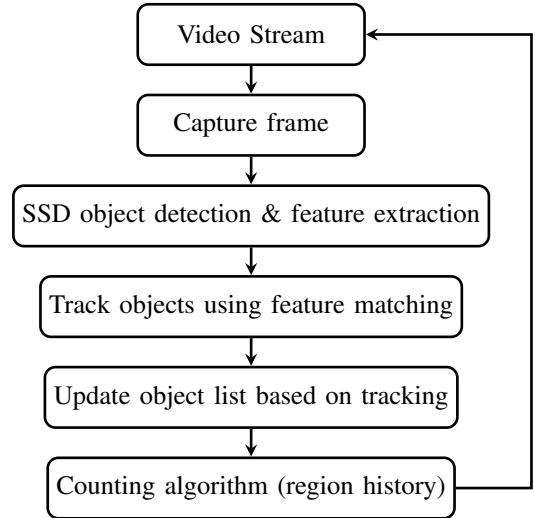 Video Stream
Capture frame
SSD object detection & feature extraction
Track objects using feature matching
Update object list based on tracking
Counting algorithm (region history)